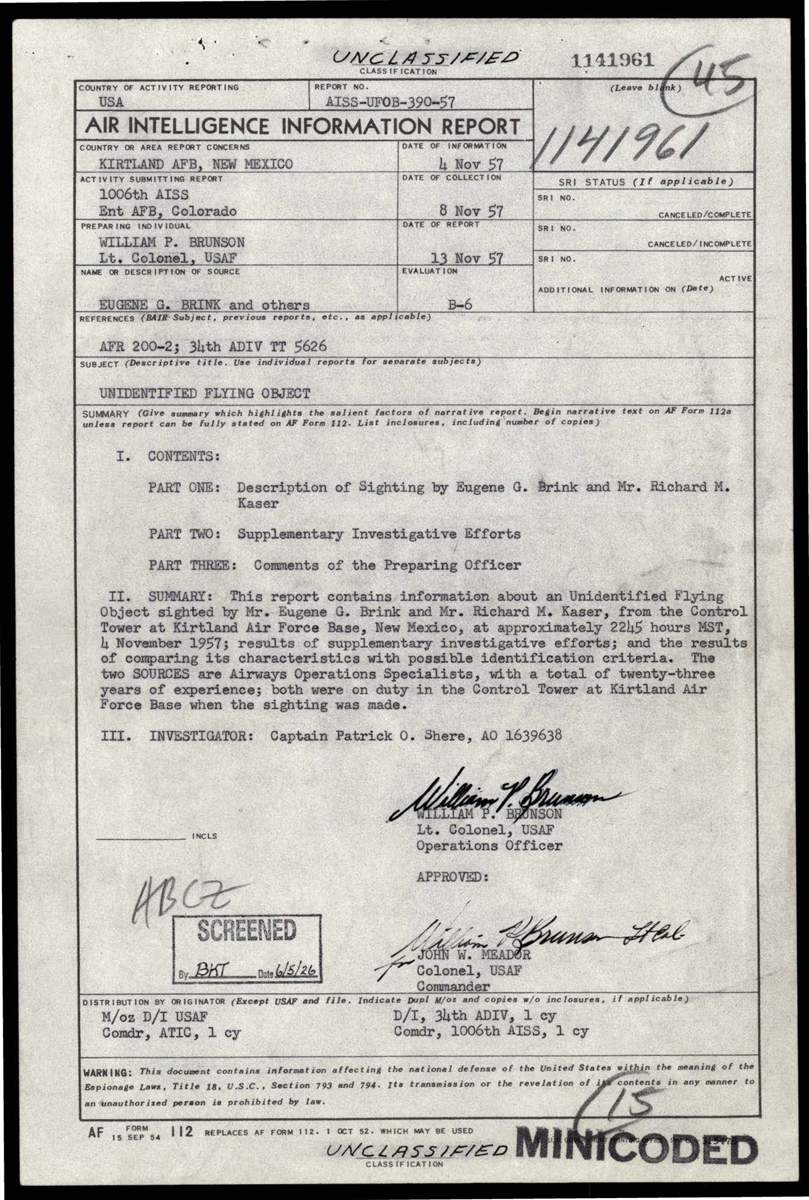 UNCLASSIFIED
CLASSIFICATION
1141961
45
COUNTRY OF ACTIVITY REPORTING
USA
REPORT NO.
AISS-UFOB-390-57
(Leave blank)
AIR INTELLIGENCE INFORMATION REPORT
1141961
COUNTRY OR AREA REPORT CONCERNS
KIRTLAND AFB, NEW MEXICO
DATE OF INFORMATION
4 Nov 57
ACTIVITY SUBMITTING REPORT
1006th AISS
Ent AFB, Colorado
DATE OF COLLECTION
8 Nov 57
SRI STATUS (If applicable)
SRI NO.
CANCELED/COMPLETE
PREPARING INDIVIDUAL
WILLIAM P. BRUNSON
Lt. Colonel, USAF
DATE OF REPORT
13 Nov 57
SRI NO.
CANCELED/INCOMPLETE
SRI NO.
ACTIVE
NAME OR DESCRIPTION OF SOURCE
EUGENE G. BRINK and others
EVALUATION
B-6
ADDITIONAL INFORMATION ON (Date)
REFERENCES (BAIR Subject, previous reports, etc., as applicable)
AFR 200-2; 34th ADIV TT 5626
SUBJECT (Descriptive title. Use individual reports for separate subjects)
UNIDENTIFIED FLYING OBJECT
SUMMARY (Give summary which highlights the salient factors of narrative report. Begin narrative text on AF Form 112a
unless report can be fully stated on AF Form 112. List inclosures, including number of copies)
I. CONTENTS:
PART ONE: Description of Sighting by Eugene G. Brink and Mr. Richard M.
Kaser
PART TWO: Supplementary Investigative Efforts
PART THREE: Comments of the Preparing Officer
II. SUMMARY: This report contains information about an Unidentified Flying
Object sighted by Mr. Eugene G. Brink and Mr. Richard M. Kaser, from the Control
Tower at Kirtland Air Force Base, New Mexico, at approximately 2245 hours MST,
4 November 1957; results of supplementary investigative efforts; and the results
of comparing its characteristics with possible identification criteria. The
two SOURCES are Airways Operations Specialists, with a total of twenty-three
years of experience; both were on duty in the Control Tower at Kirtland Air
Force Base when the sighting was made.
III. INVESTIGATOR: Captain Patrick O. Shere, AO 1639638
William P. Brunson
WILLIAM P. BRUNSON
Lt. Colonel, USAF
Operations Officer
INCLS
APPROVED:
ABCZ
SCREENED
By BKT Date 6/5/26
William P. Brunson Lt Col
for JOHN W. MEADOR
Colonel, USAF
Commander
DISTRIBUTION BY ORIGINATOR (Except USAF and file. Indicate Dupl M/oz and copies w/o inclosures, if applicable)
M/oz D/I USAF
Comdr, ATIC, 1 cy
D/I, 34th ADIV, 1 cy
Comdr, 1006th AISS, 1 cy
WARNING: This document contains information affecting the national defense of the United States within the meaning of the
Espionage Laws, Title 18, U.S.C., Section 793 and 794. Its transmission or the revelation of its contents in any manner to
an unauthorized person is prohibited by law.
15
AF FORM 15 SEP 54 112 REPLACES AF FORM 112. 1 OCT 52. WHICH MAY BE USED
UNCLASSIFIED
CLASSIFICATION
MINICODED